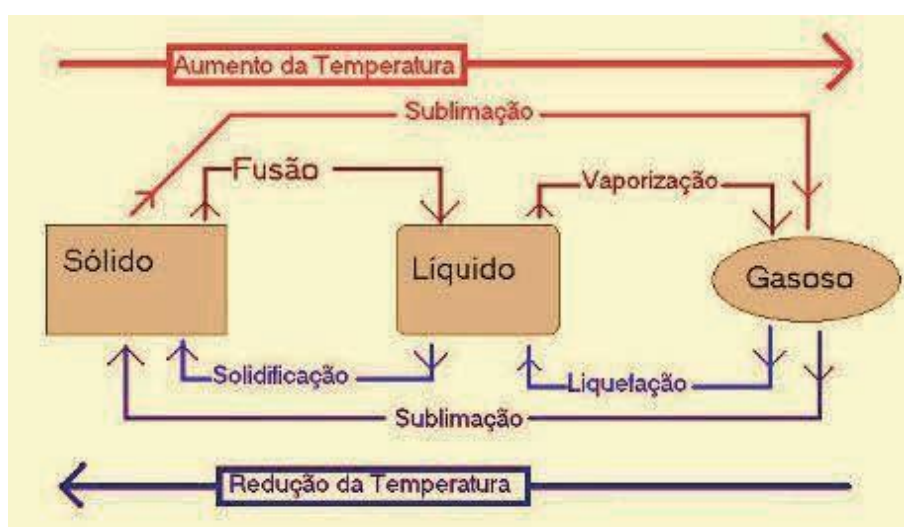 Aumento da Temperatura
Sublimação
Fusão
Vaporização
Sólido
Líquido
Gasoso
Solidificação
Liquefação
Sublimação
Redução da Temperatura